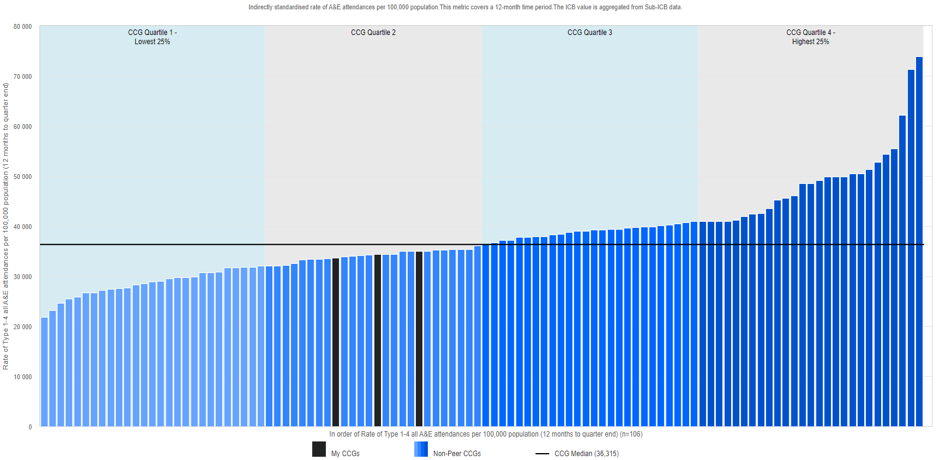 Indirectly standardised rate of A&E attendances per 100,000 population.This metric covers a 12-month time period.The ICB value is aggregated from Sub-ICB data.
80 000
70 000
60 000
50 000
40 000
30 000
20 000
10 000
0
Rate of Type 1-4 all A&E attendances per 100,000 population (12 months to quarter end)
CCG Quartile 1 -
Lowest 25%
CCG Quartile 2
CCG Quartile 3
CCG Quartile 4 -
Highest 25%
In order of Rate of Type 1-4 all A&E attendances per 100,000 population (12 months to quarter end) (n=106)
My CCGs
Non-Peer CCGs
CCG Median (36,315)